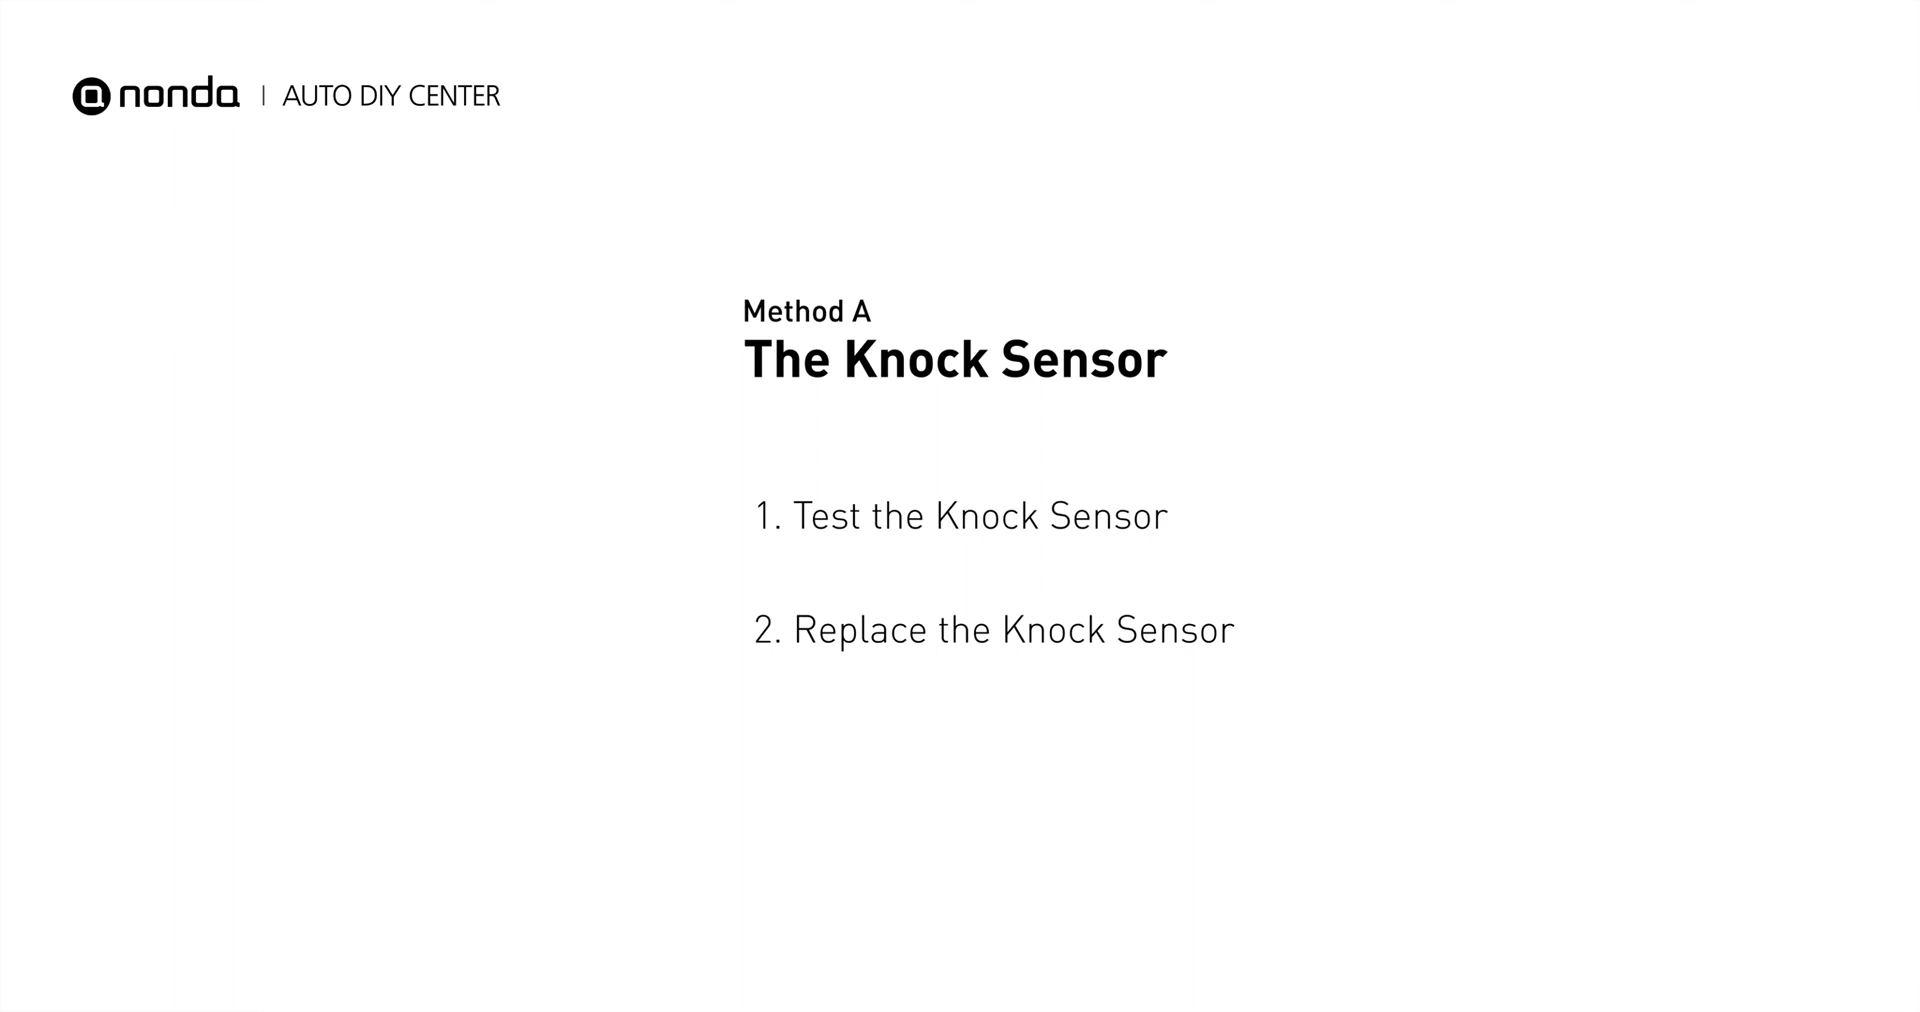 nonda | AUTO DIY CENTER
Method A
The Knock Sensor
1. Test the Knock Sensor
2. Replace the Knock Sensor